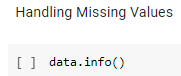 Handling Missing Values
[ ] data.info()